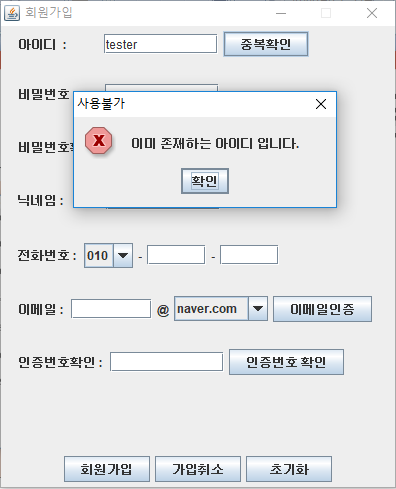 회원가입
아이디 : tester 중복확인
비밀번호
사용불가
이미 존재하는 아이디 입니다.
확인
비밀번호
닉네임 :
전화번호 : 010 - -
이메일 : @ naver.com 이메일인증
인증번호확인 : 인증번호 확인
회원가입 가입취소 초기화